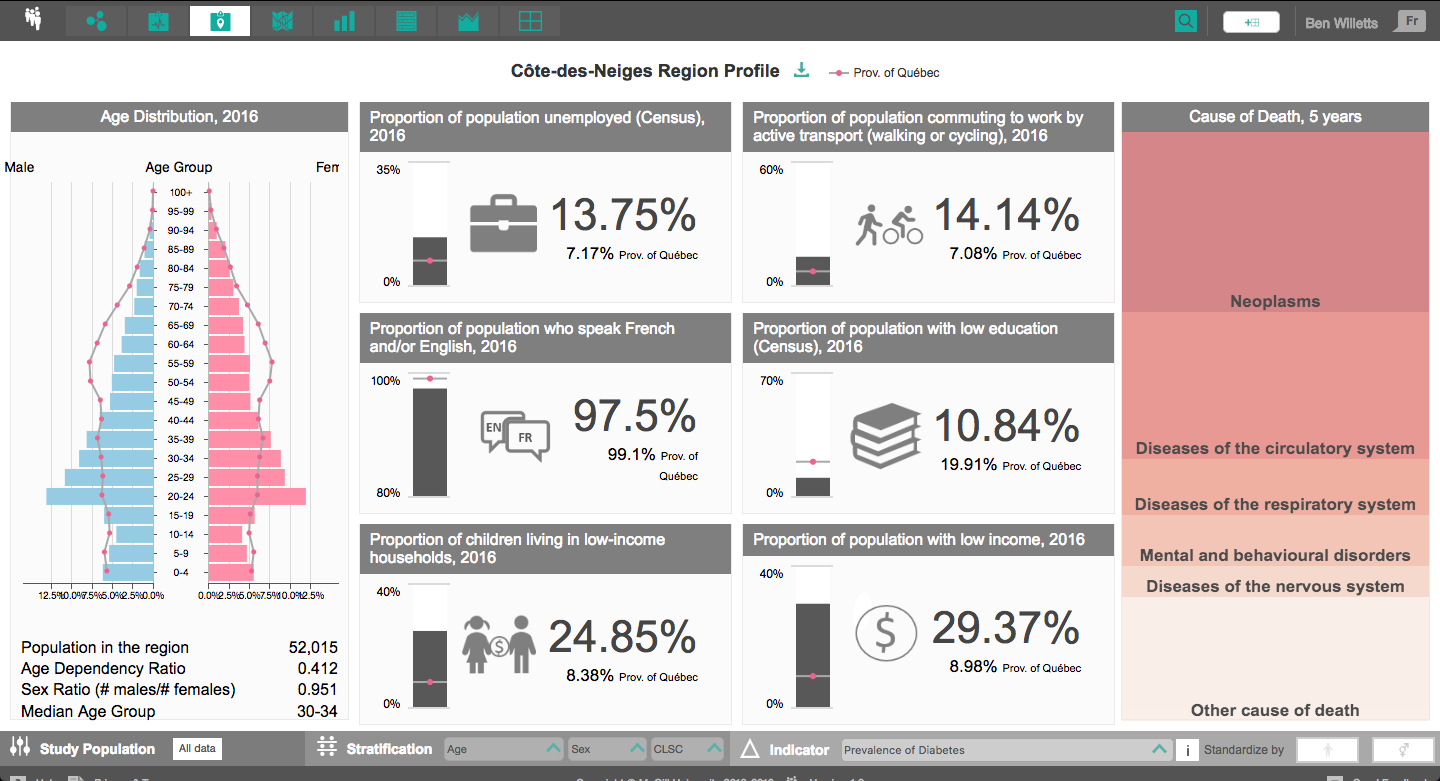 Ben Willetts
Fr
Côte-des-Neiges Region Profile
Prov. of Québec
Age Distribution, 2016
Male
Age Group
Fem
100+
95-99
90-94
85-89
80-84
75-79
70-74
65-69
60-64
55-59
50-54
45-49
40-44
35-39
30-34
25-29
20-24
15-19
10-14
5-9
0-4
12.5%10.0%7.5%5.0%2.5%0.0%
0.0%2.5%5.0%7.5%10.0%12.5%
Population in the region 52,015
Age Dependency Ratio 0.412
Sex Ratio (# males/# females) 0.951
Median Age Group 30-34
Proportion of population unemployed (Census),
2016
35%
13.75%
7.17% Prov. of Québec
0%
Proportion of population commuting to work by
active transport (walking or cycling), 2016
60%
14.14%
7.08% Prov. of Québec
0%
Proportion of population who speak French
and/or English, 2016
100%
EN
FR
97.5%
99.1% Prov. of
Québec
80%
Proportion of population with low education
(Census), 2016
70%
10.84%
19.91% Prov. of Québec
0%
Proportion of children living in low-income
households, 2016
40%
$
24.85%
8.38% Prov. of Québec
0%
Proportion of population with low income, 2016
40%
$
29.37%
8.98% Prov. of Québec
0%
Cause of Death, 5 years
Neoplasms
Diseases of the circulatory system
Diseases of the respiratory system
Mental and behavioural disorders
Diseases of the nervous system
Other cause of death
Study Population
All data
Stratification
Age
Sex
CLSC
Indicator
Prevalence of Diabetes
i
Standardize by